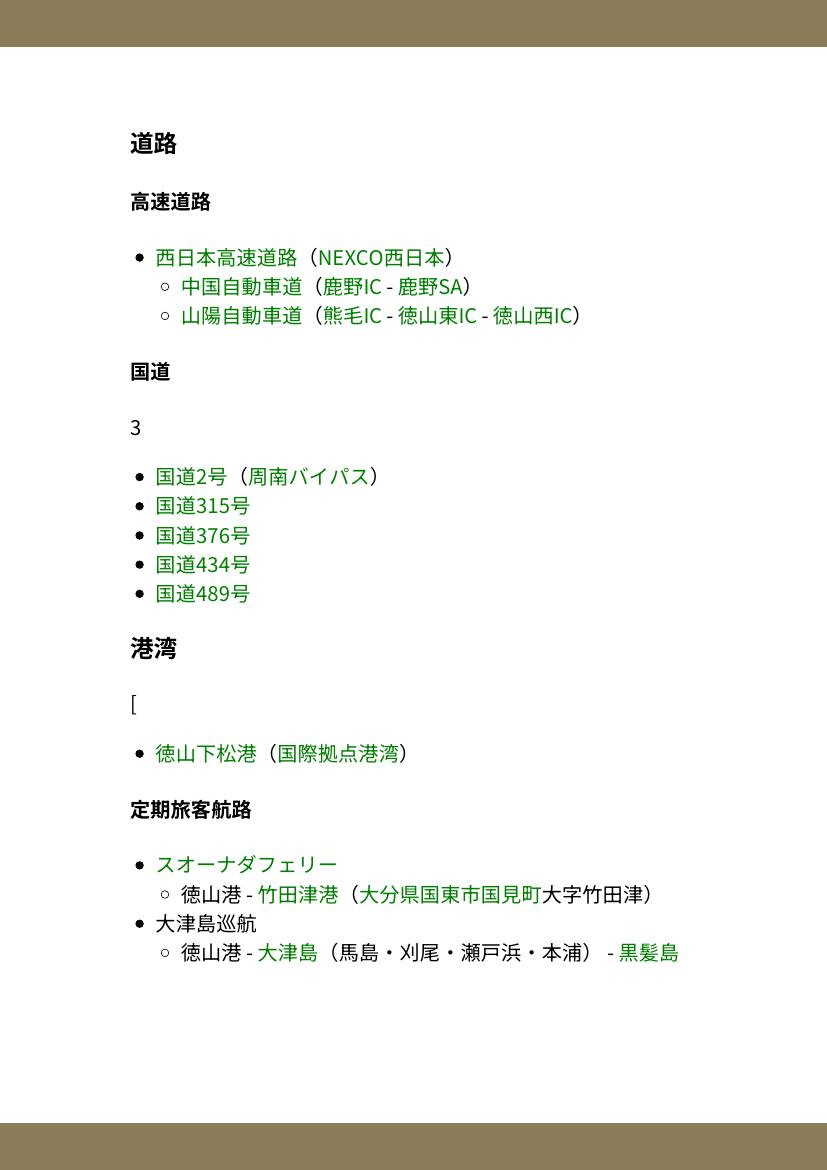 道路
高速道路
西日本高速道路（NEXCO西日本）
中国自動車道（鹿野IC - 鹿野SA）
山陽自動車道（熊毛IC - 徳山東IC - 徳山西IC）
国道
3
国道2号（周南バイパス）
国道315号
国道376号
国道434号
国道489号
港湾
[
徳山下松港（国際拠点港湾）
定期旅客航路
スオーナダフェリー
徳山港 - 竹田津港（大分県国東市国見町大字竹田津）
大津島巡航
徳山港 - 大津島（馬島・刈尾・瀬戸浜・本浦） - 黒髪島